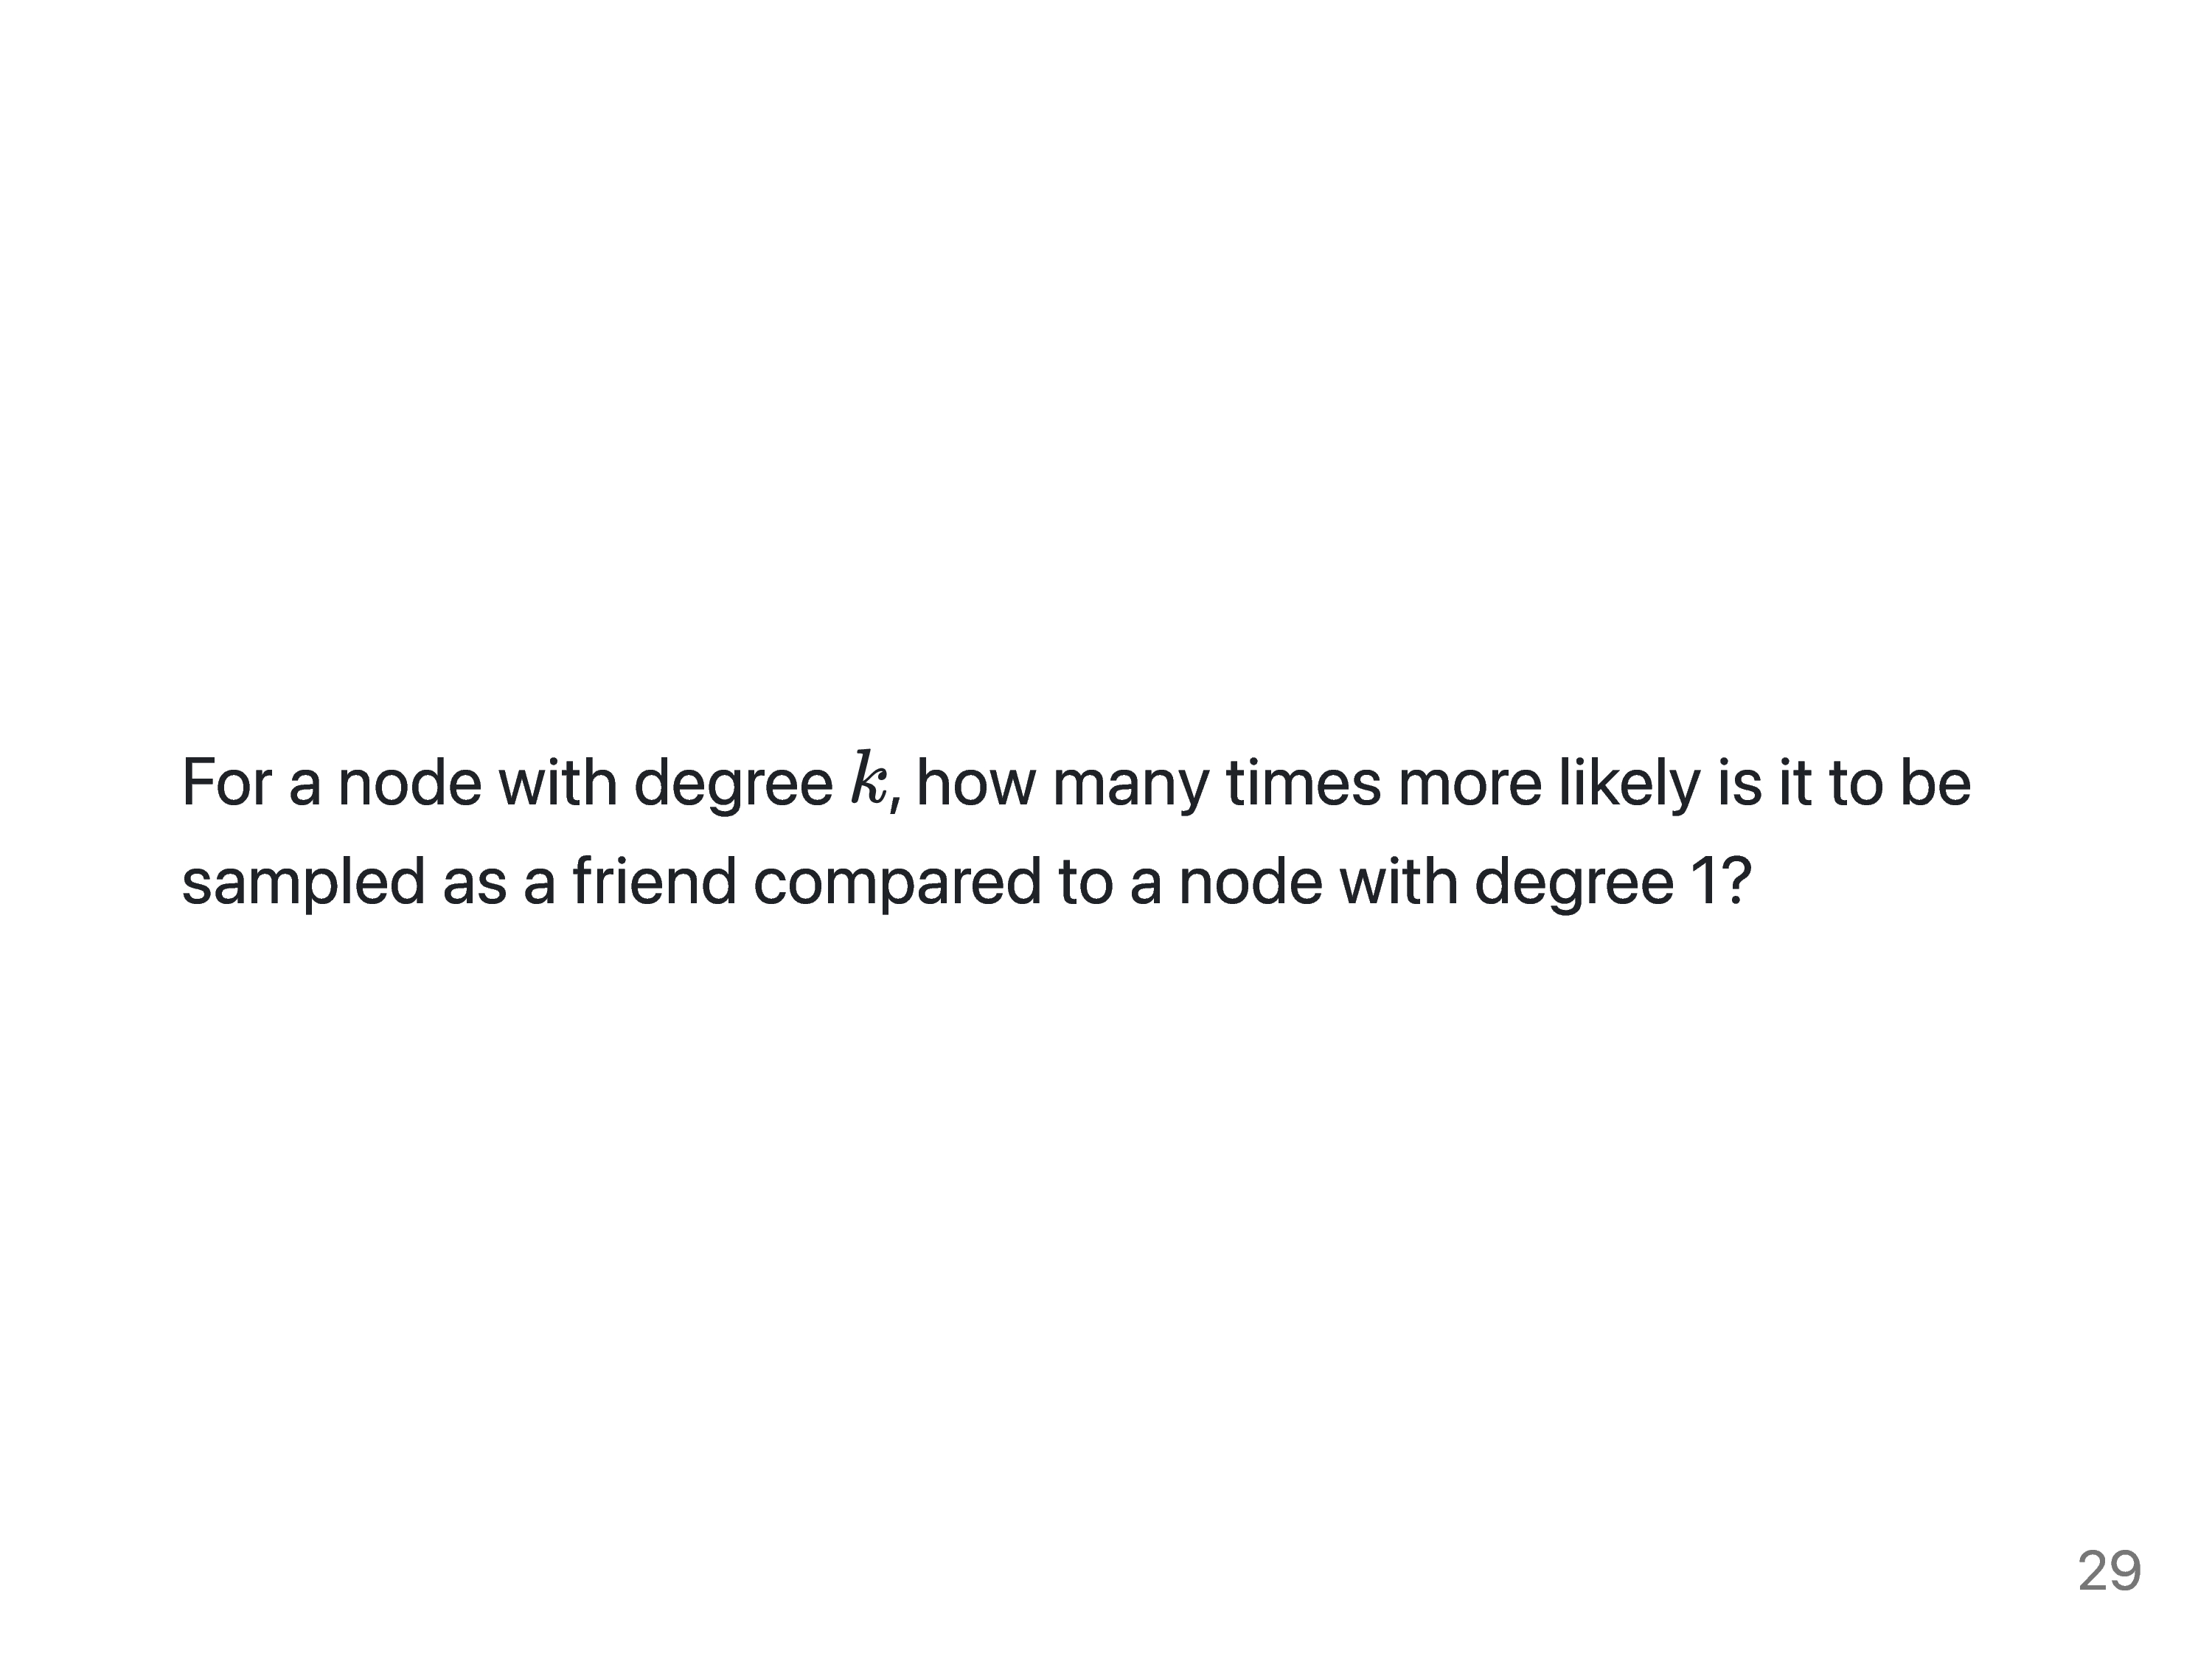 For a node with degree k, how many times more likely is it to be
sampled as a friend compared to a node with degree 1?
29